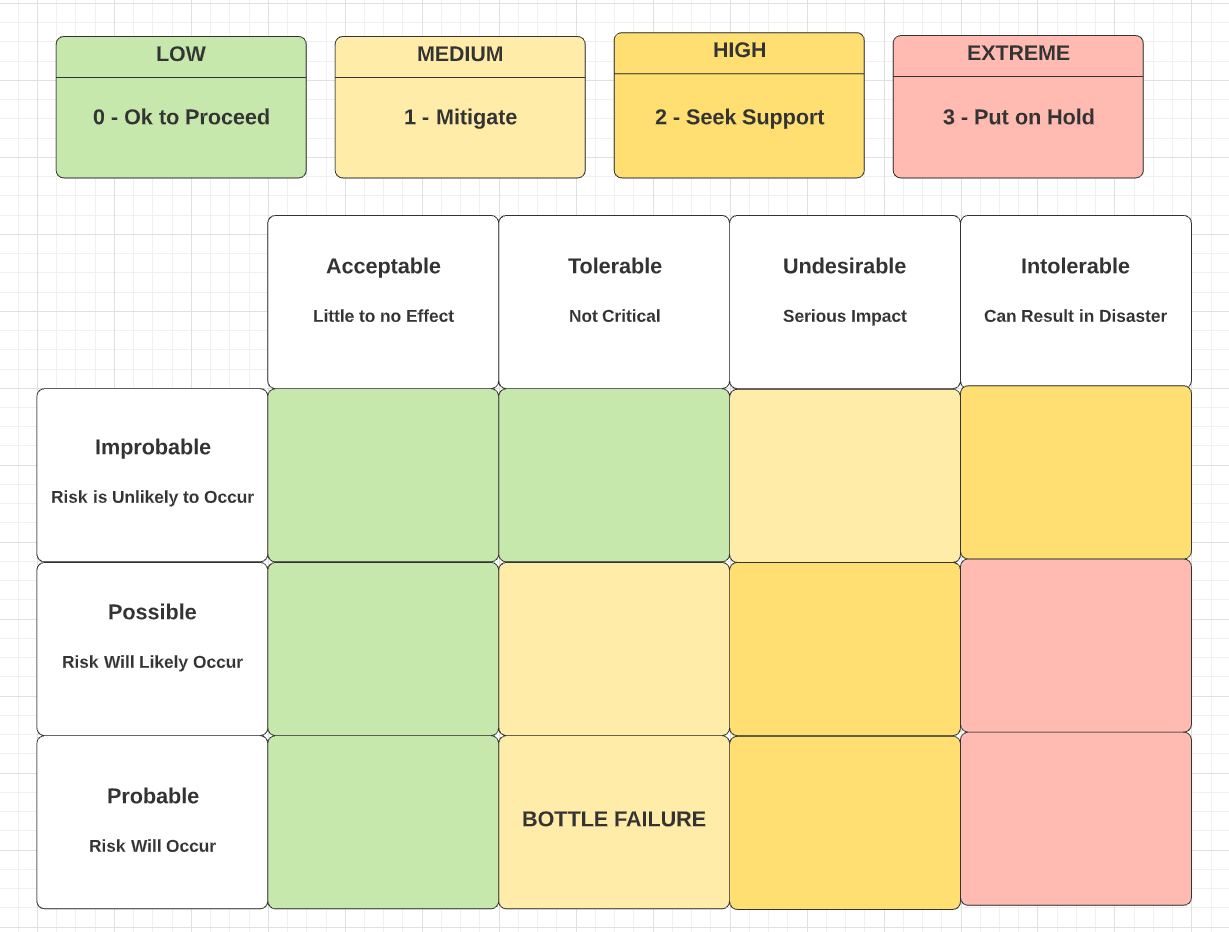 LOW
MEDIUM
HIGH
EXTREME
0 - Ok to Proceed
1 - Mitigate
2 - Seek Support
3 - Put on Hold
Acceptable
Little to no Effect
Tolerable
Not Critical
Undesirable
Serious Impact
Intolerable
Can Result in Disaster
Improbable
Risk is Unlikely to Occur
Possible
Risk Will Likely Occur
Probable
Risk Will Occur
BOTTLE FAILURE